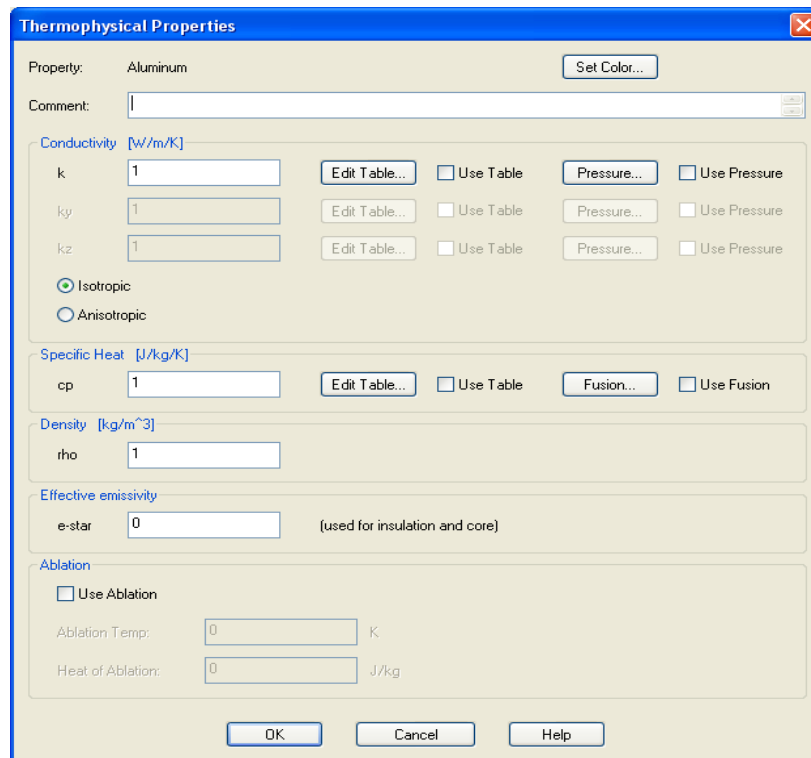 Thermophysical Properties
Property: Aluminum Set Color...
Comment:
Conductivity [W/m/K]
k 1 Edit Table... Use Table Pressure... Use Pressure
ky 1 Edit Table... Use Table Pressure... Use Pressure
kz 1 Edit Table... Use Table Pressure... Use Pressure
Isotropic
Anisotropic
Specific Heat [J/kg/K]
cp 1 Edit Table... Use Table Fusion... Use Fusion
Density [kg/m^3]
rho 1
Effective emissivity
e-star 0 (used for insulation and core)
Ablation
Use Ablation
Ablation Temp: 0 K
Heat of Ablation: 0 J/kg
OK Cancel Help